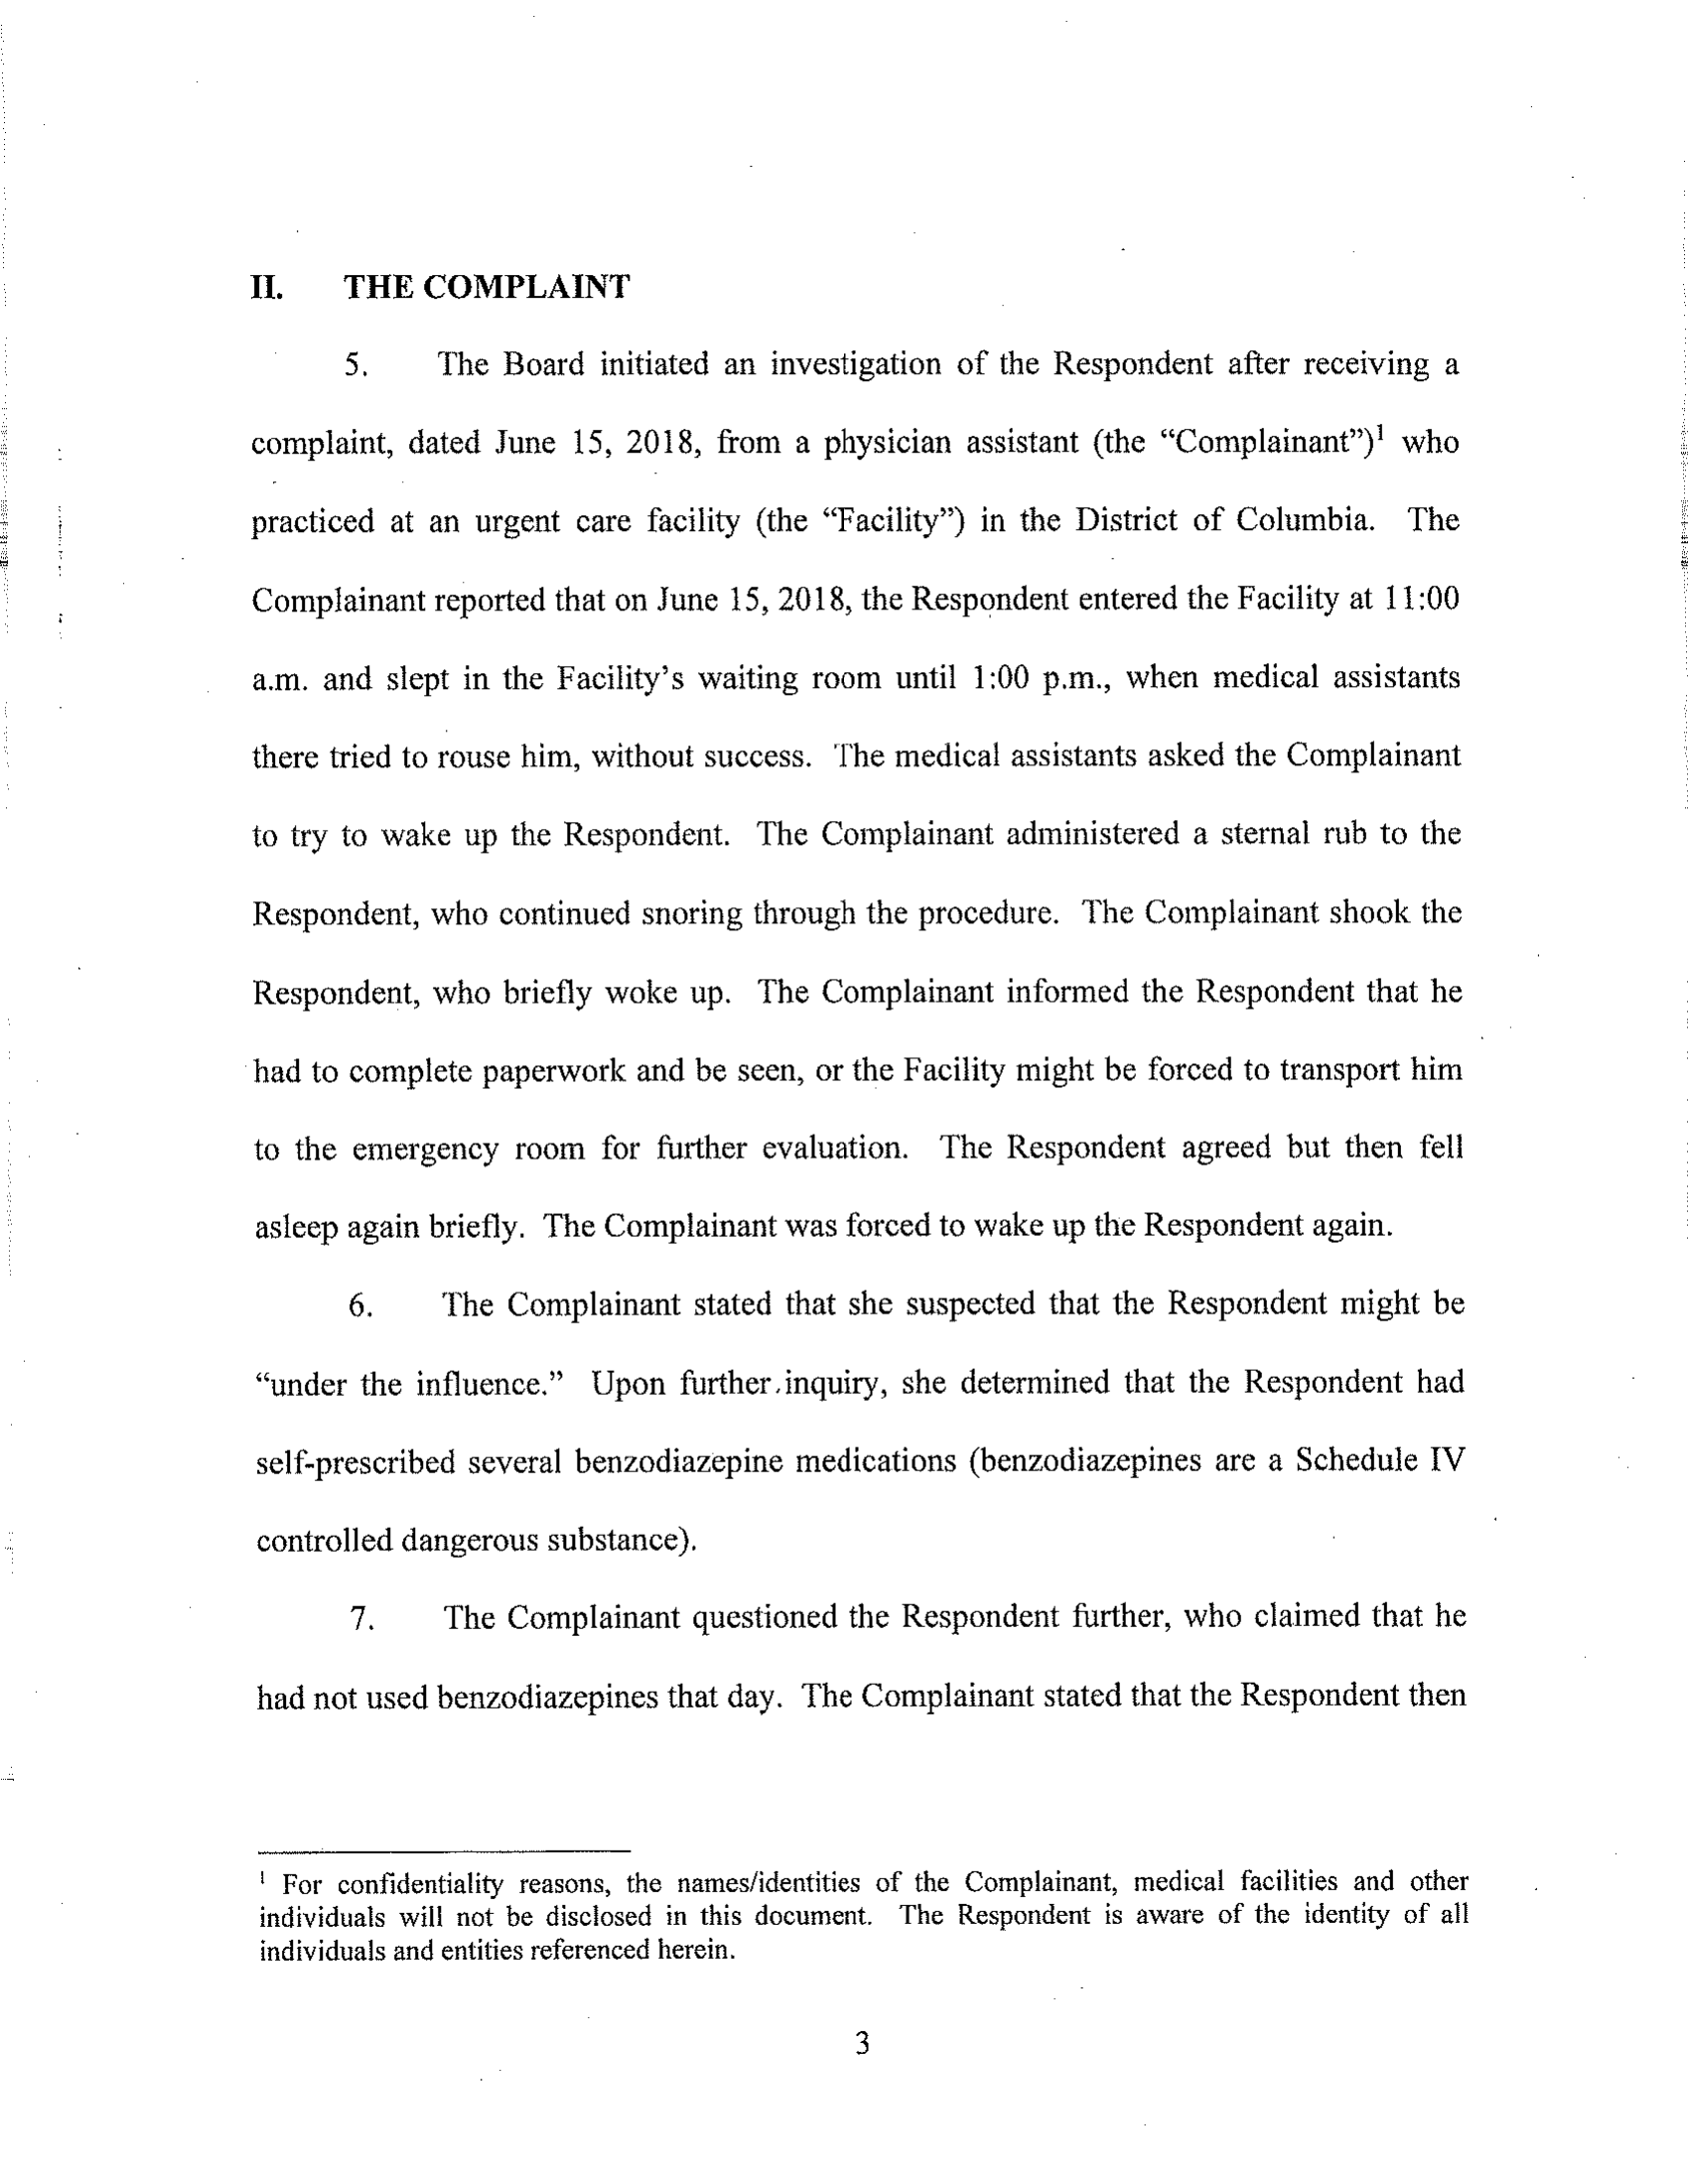 II. THE COMPLAINT
5. The Board initiated an investigation of the Respondent after receiving a
complaint, dated June 15, 2018, from a physician assistant (the “Complainant”)¹ who
practiced at an urgent care facility (the “Facility”) in the District of Columbia. The
Complainant reported that on June 15, 2018, the Respondent entered the Facility at 11:00
a.m. and slept in the Facility’s waiting room until 1:00 p.m., when medical assistants
there tried to rouse him, without success. The medical assistants asked the Complainant
to try to wake up the Respondent. The Complainant administered a sternal rub to the
Respondent, who continued snoring through the procedure. The Complainant shook the
Respondent, who briefly woke up. The Complainant informed the Respondent that he
had to complete paperwork and be seen, or the Facility might be forced to transport him
to the emergency room for further evaluation. The Respondent agreed but then fell
asleep again briefly. The Complainant was forced to wake up the Respondent again.
6. The Complainant stated that she suspected that the Respondent might be
“under the influence.” Upon further inquiry, she determined that the Respondent had
self-prescribed several benzodiazepine medications (benzodiazepines are a Schedule IV
controlled dangerous substance).
7. The Complainant questioned the Respondent further, who claimed that he
had not used benzodiazepines that day. The Complainant stated that the Respondent then
¹ For confidentiality reasons, the names/identities of the Complainant, medical facilities and other
individuals will not be disclosed in this document. The Respondent is aware of the identity of all
individuals and entities referenced herein.
3